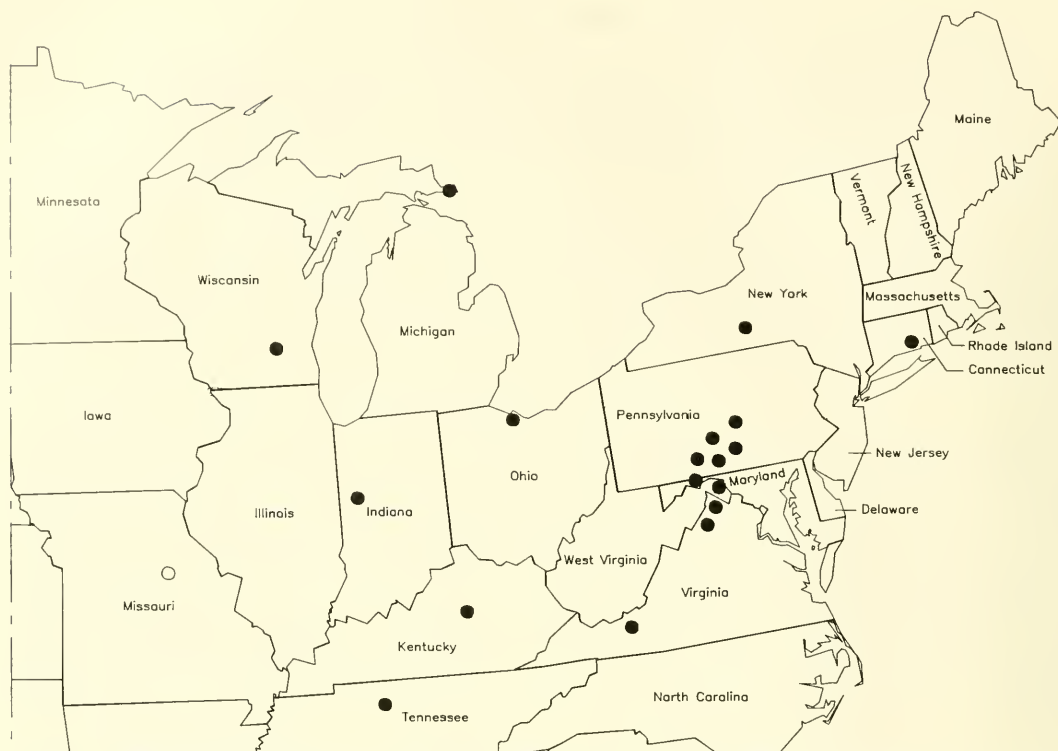 Maine
Vermont
New Hampshire
Minnesota
Wisconsin
New York
Massachusetts
Michigan
Rhode Island
Connecticut
Iowa
Pennsylvania
New Jersey
Ohio
Maryland
Illinois
Indiana
Delaware
West Virginia
Missouri
Virginia
Kentucky
North Carolina
Tennessee